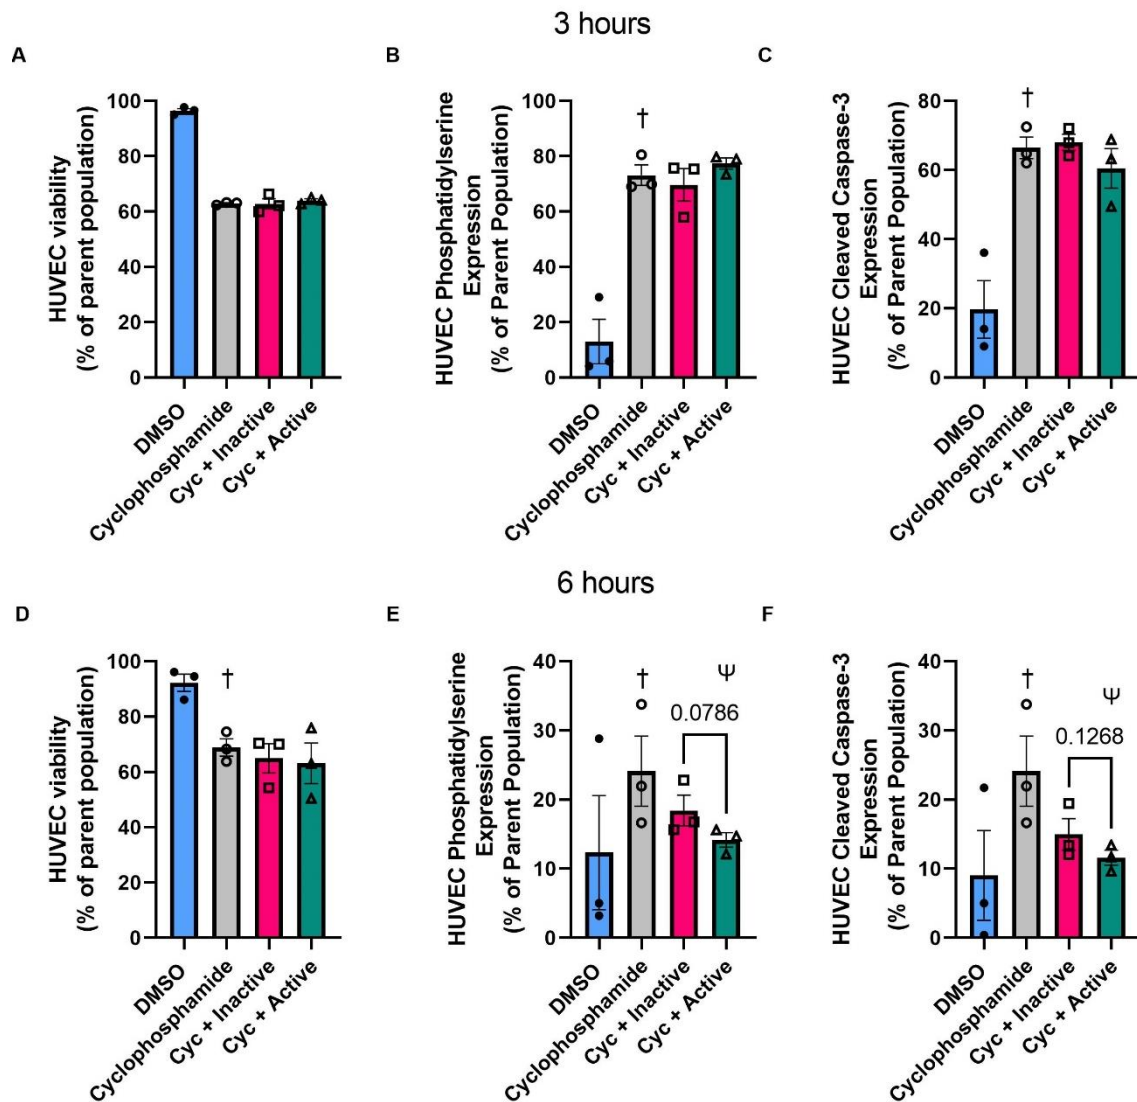 3 hours
A
HUVEC viability
(% of parent population)
100
80
60
40
20
0
DMSO
Cyclophosphamide
Cyc + Inactive
Cyc + Active
B
HUVEC Phosphatidylserine
Expression
(% of Parent Population)
100
80
60
40
20
0
†
DMSO
Cyclophosphamide
Cyc + Inactive
Cyc + Active
C
HUVEC Cleaved Caspase-3
Expression
(% of Parent Population)
80
60
40
20
0
†
DMSO
Cyclophosphamide
Cyc + Inactive
Cyc + Active
6 hours
D
HUVEC viability
(% of parent population)
100
80
60
40
20
0
†
DMSO
Cyclophosphamide
Cyc + Inactive
Cyc + Active
E
HUVEC Phosphatidylserine
Expression
(% of Parent Population)
40
30
20
10
0
†
Ψ
0.0786
DMSO
Cyclophosphamide
Cyc + Inactive
Cyc + Active
F
HUVEC Cleaved Caspase-3
Expression
(% of Parent Population)
40
30
20
10
0
†
Ψ
0.1268
DMSO
Cyclophosphamide
Cyc + Inactive
Cyc + Active